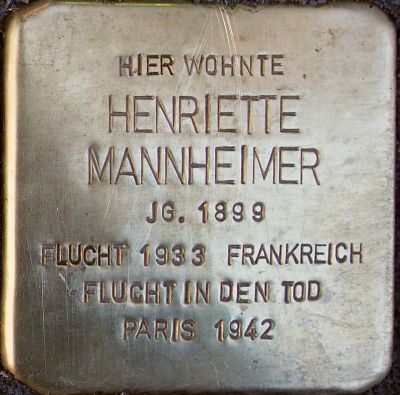 HIER WOHNTE
HENRIETTE
MANNHEIMER
JG. 1899
FLUCHT 1933 FRANKREICH
FLUCHT IN DEN TOD
PARIS 1942